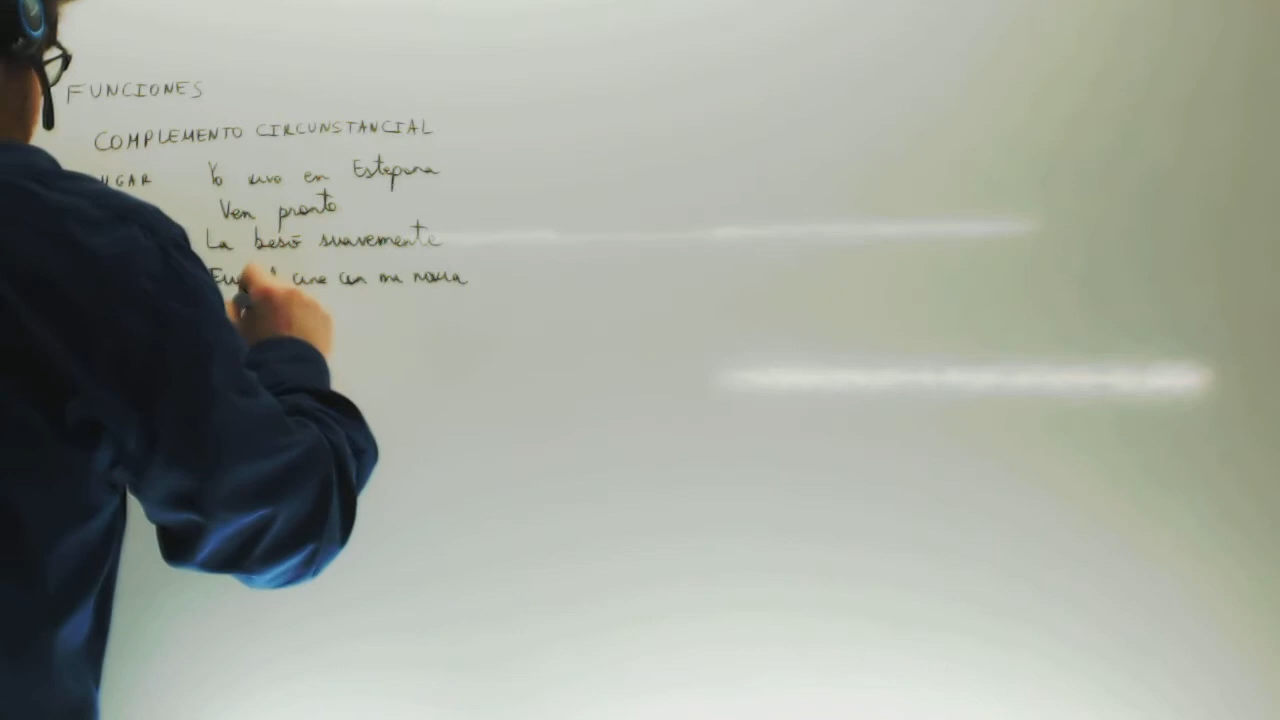 FUNCIONES
COMPLEMENTO CIRCUNSTANCIAL
UGAR Yo vivo en Estepona
Ven pronto
La besó suavemente
cine con mi novia